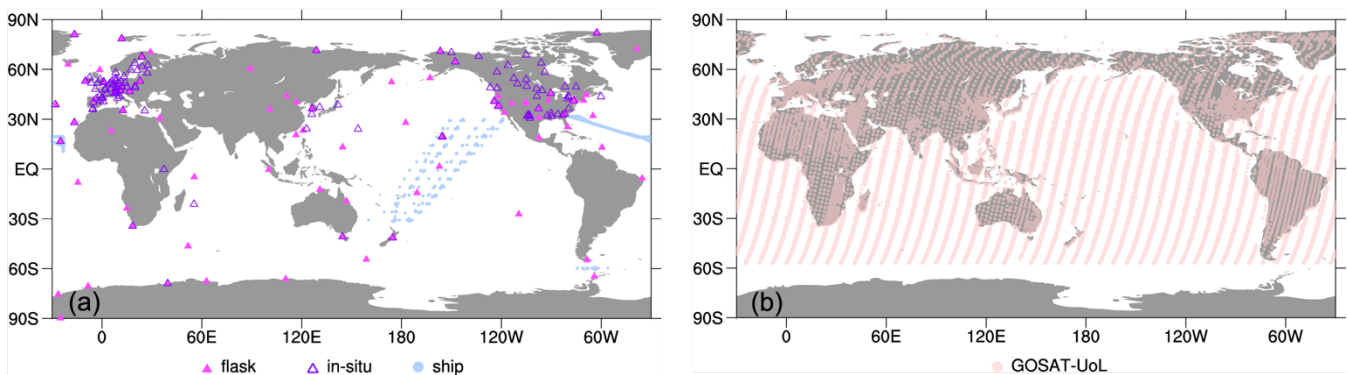 90N
60N
30N
EQ
30S
60S
90S
(a)
0 60E 120E 180 120W 60W
flask in-situ ship
90N
60N
30N
EQ
30S
60S
90S
(b)
0 60E 120E 180 120W 60W
GOSAT-UoL